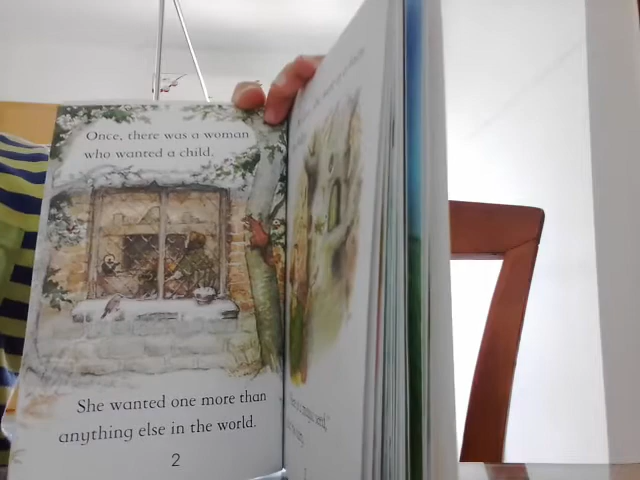 Once, there was a woman
who wanted a child.
She wanted one more than
anything else in the world.
2